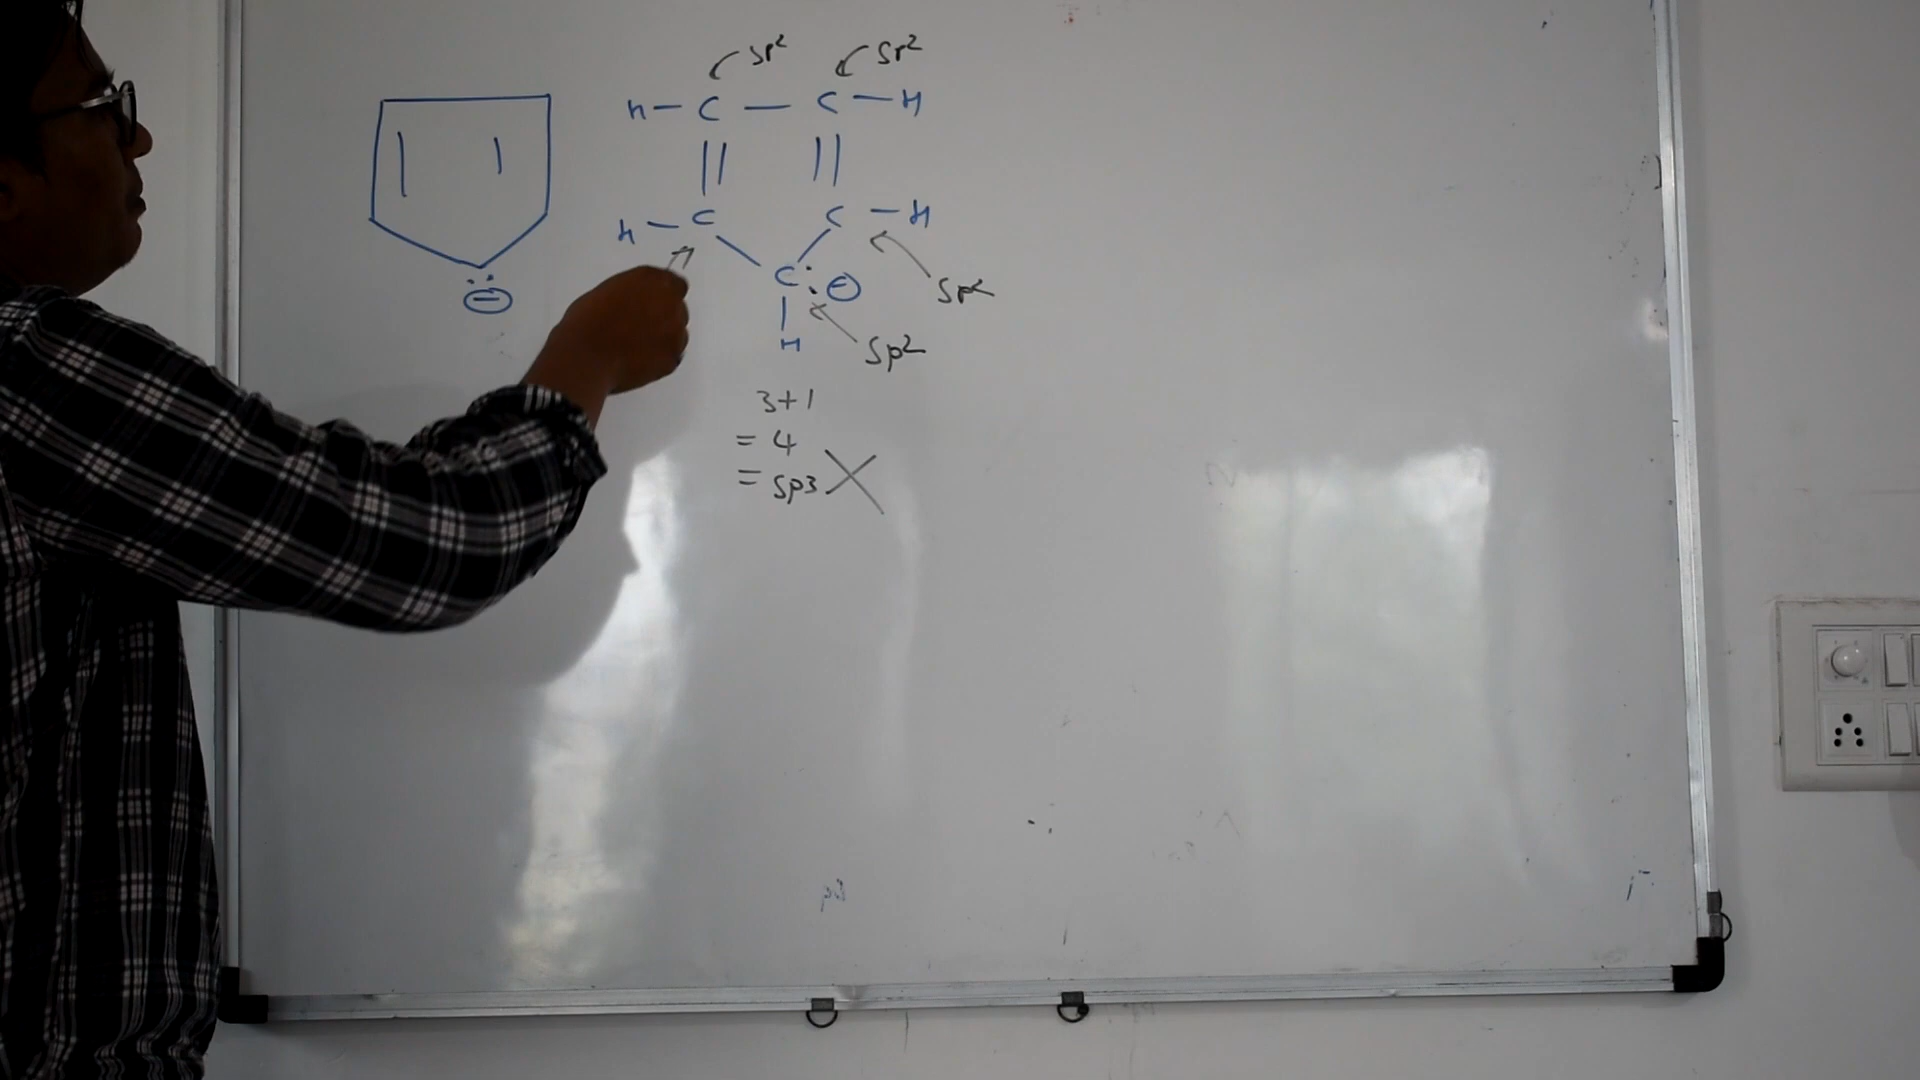 sp² sp²
H-C-C-H
H-C C-H
C:⊖ sp²
H sp²
⊖
3+1
= 4
= sp3